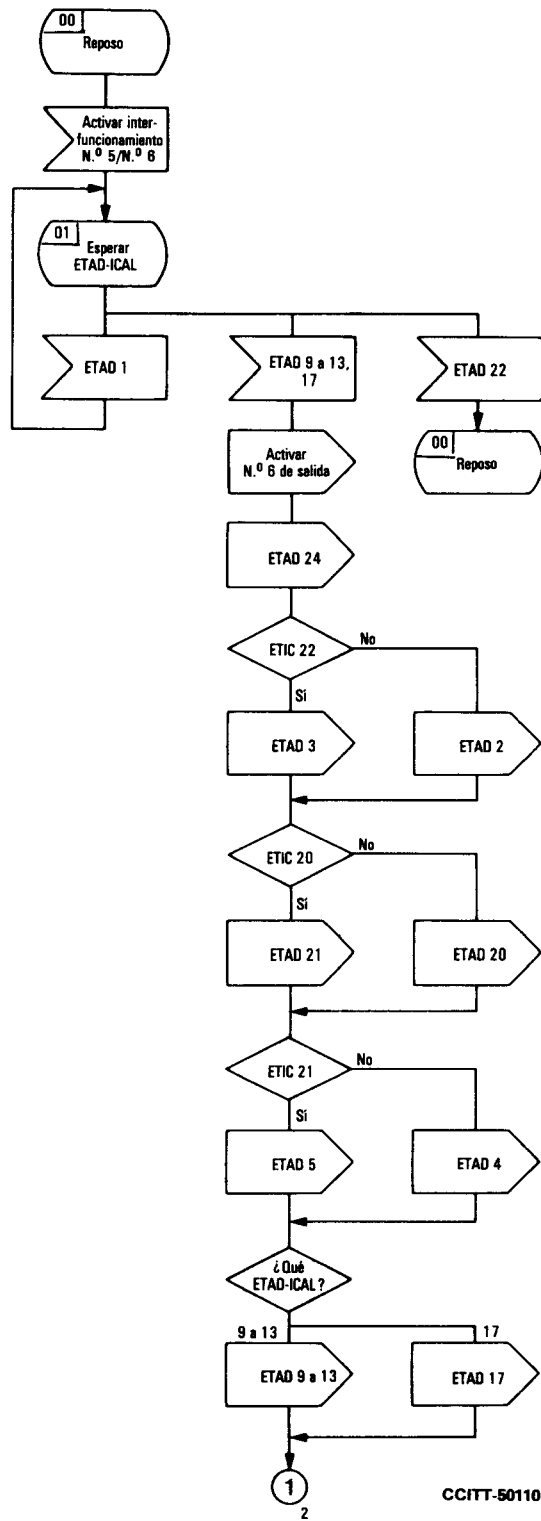 00
Reposo
Activar inter-
funcionamiento
N.º 5/N.º 6
01
Esperar
ETAD-ICAL
ETAD 1
ETAD 9 a 13,
17
ETAD 22
Activar
N.º 6 de salida
00
Reposo
ETAD 24
ETIC 22
No
Sí
ETAD 3
ETAD 2
ETIC 20
No
Sí
ETAD 21
ETAD 20
ETIC 21
No
Sí
ETAD 5
ETAD 4
¿Qué
ETAD-ICAL?
9 a 13
17
ETAD 9 a 13
ETAD 17
1
2
CCITT-50110